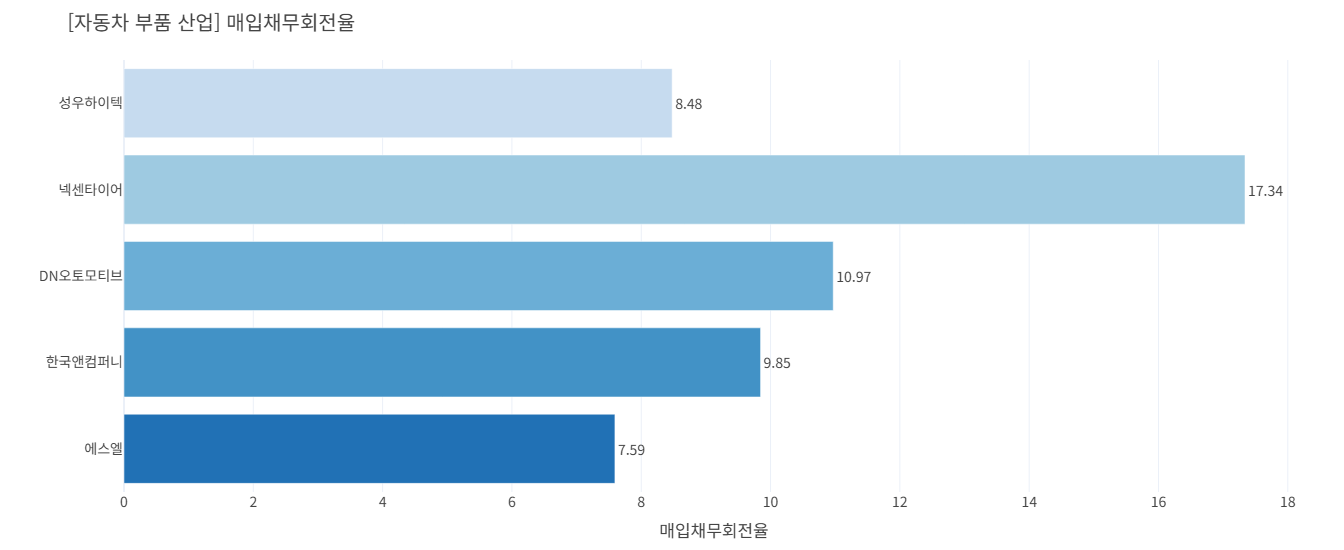 [자동차 부품 산업] 매입채무회전율
성우하이텍 8.48
넥센타이어 17.34
DN오토모티브 10.97
한국앤컴퍼니 9.85
에스엘 7.59
0 2 4 6 8 10 12 14 16 18
매입채무회전율